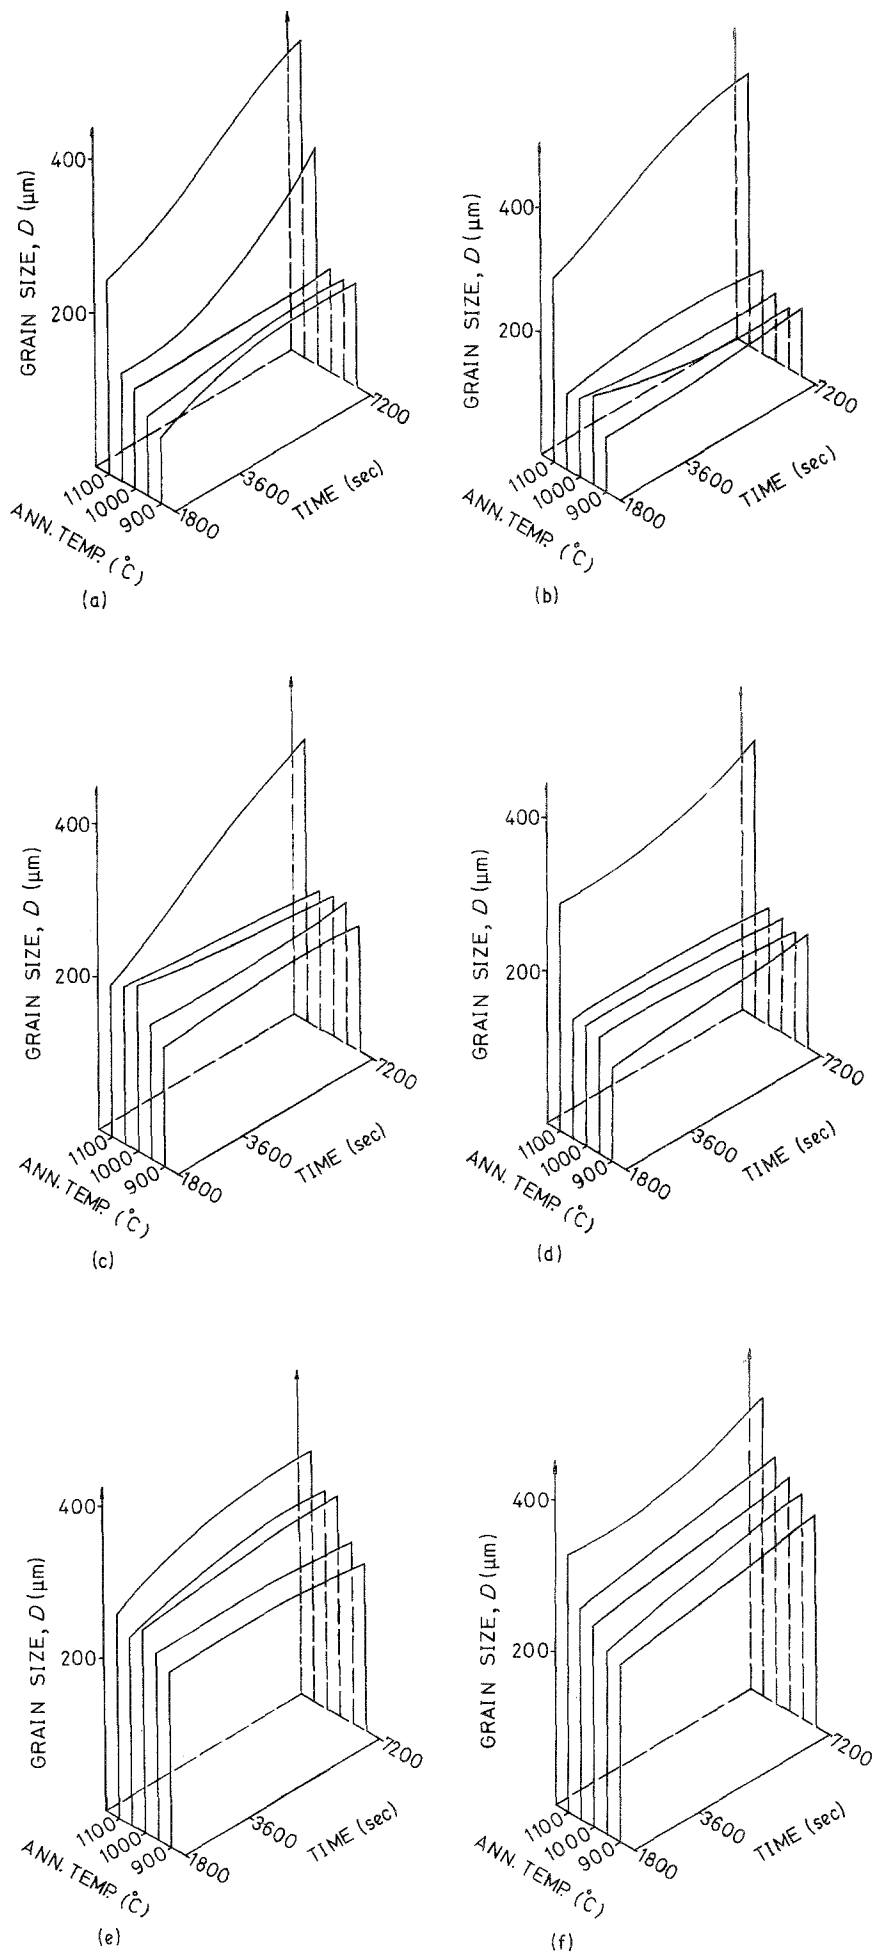 GRAIN SIZE, D (μm)
400
200
1100
1000
900
1800
3600
7200
ANN. TEMP. (°C)
TIME (sec)
(a)
GRAIN SIZE, D (μm)
400
200
1100
1000
900
1800
3600
7200
ANN. TEMP. (°C)
TIME (sec)
(b)
GRAIN SIZE, D (μm)
400
200
1100
1000
900
1800
3600
7200
ANN. TEMP. (°C)
TIME (sec)
(c)
GRAIN SIZE, D (μm)
400
200
1100
1000
900
1800
3600
7200
ANN. TEMP. (°C)
TIME (sec)
(d)
GRAIN SIZE, D (μm)
400
200
1100
1000
900
1800
3600
7200
ANN. TEMP. (°C)
TIME (sec)
(e)
GRAIN SIZE, D (μm)
400
200
1100
1000
900
1800
3600
7200
ANN. TEMP. (°C)
TIME (sec)
(f)